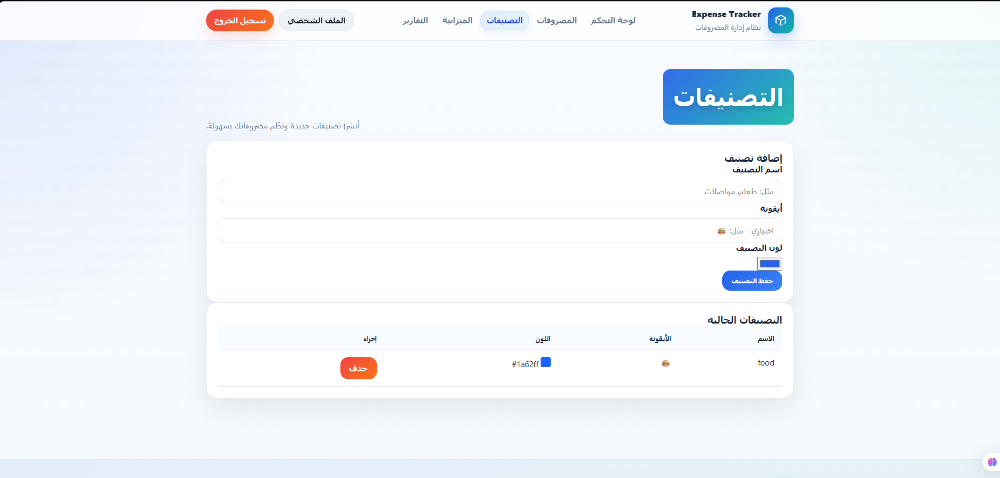 Expense Tracker
نظام إدارة المصروفات
لوحة التحكم
المصروفات
التصنيفات
الميزانية
التقارير
الملف الشخصي
تسجيل الخروج
التصنيفات
أنشئ تصنيفات جديدة ونظّم مصروفاتك بسهولة.
إضافة تصنيف
اسم التصنيف
مثل: طعام، مواصلات
أيقونة
اختياري - مثل: 🍔
لون التصنيف
حفظ التصنيف
التصنيفات الحالية
الاسم الأيقونة اللون إجراء
food 🍔 #1a62ff حذف